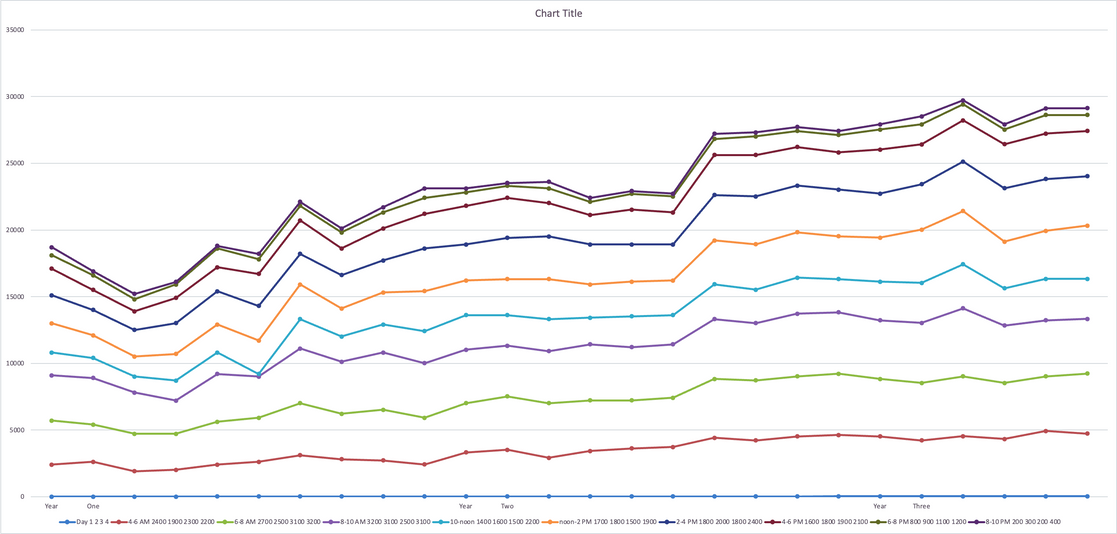 Chart Title
35000
30000
25000
20000
15000
10000
5000
0
Year One Year Two Year Three
Day 1 2 3 4 4-6 AM 2400 1900 2300 2200 6-8 AM 2700 2500 3100 3200 8-10 AM 3200 3100 2500 3100 10-noon 1400 1600 1500 2200 noon-2 PM 1700 1800 1500 1900 2-4 PM 1800 2000 1800 2400 4-6 PM 1600 1800 1900 2100 6-8 PM 800 900 1100 1200 8-10 PM 200 300 200 400